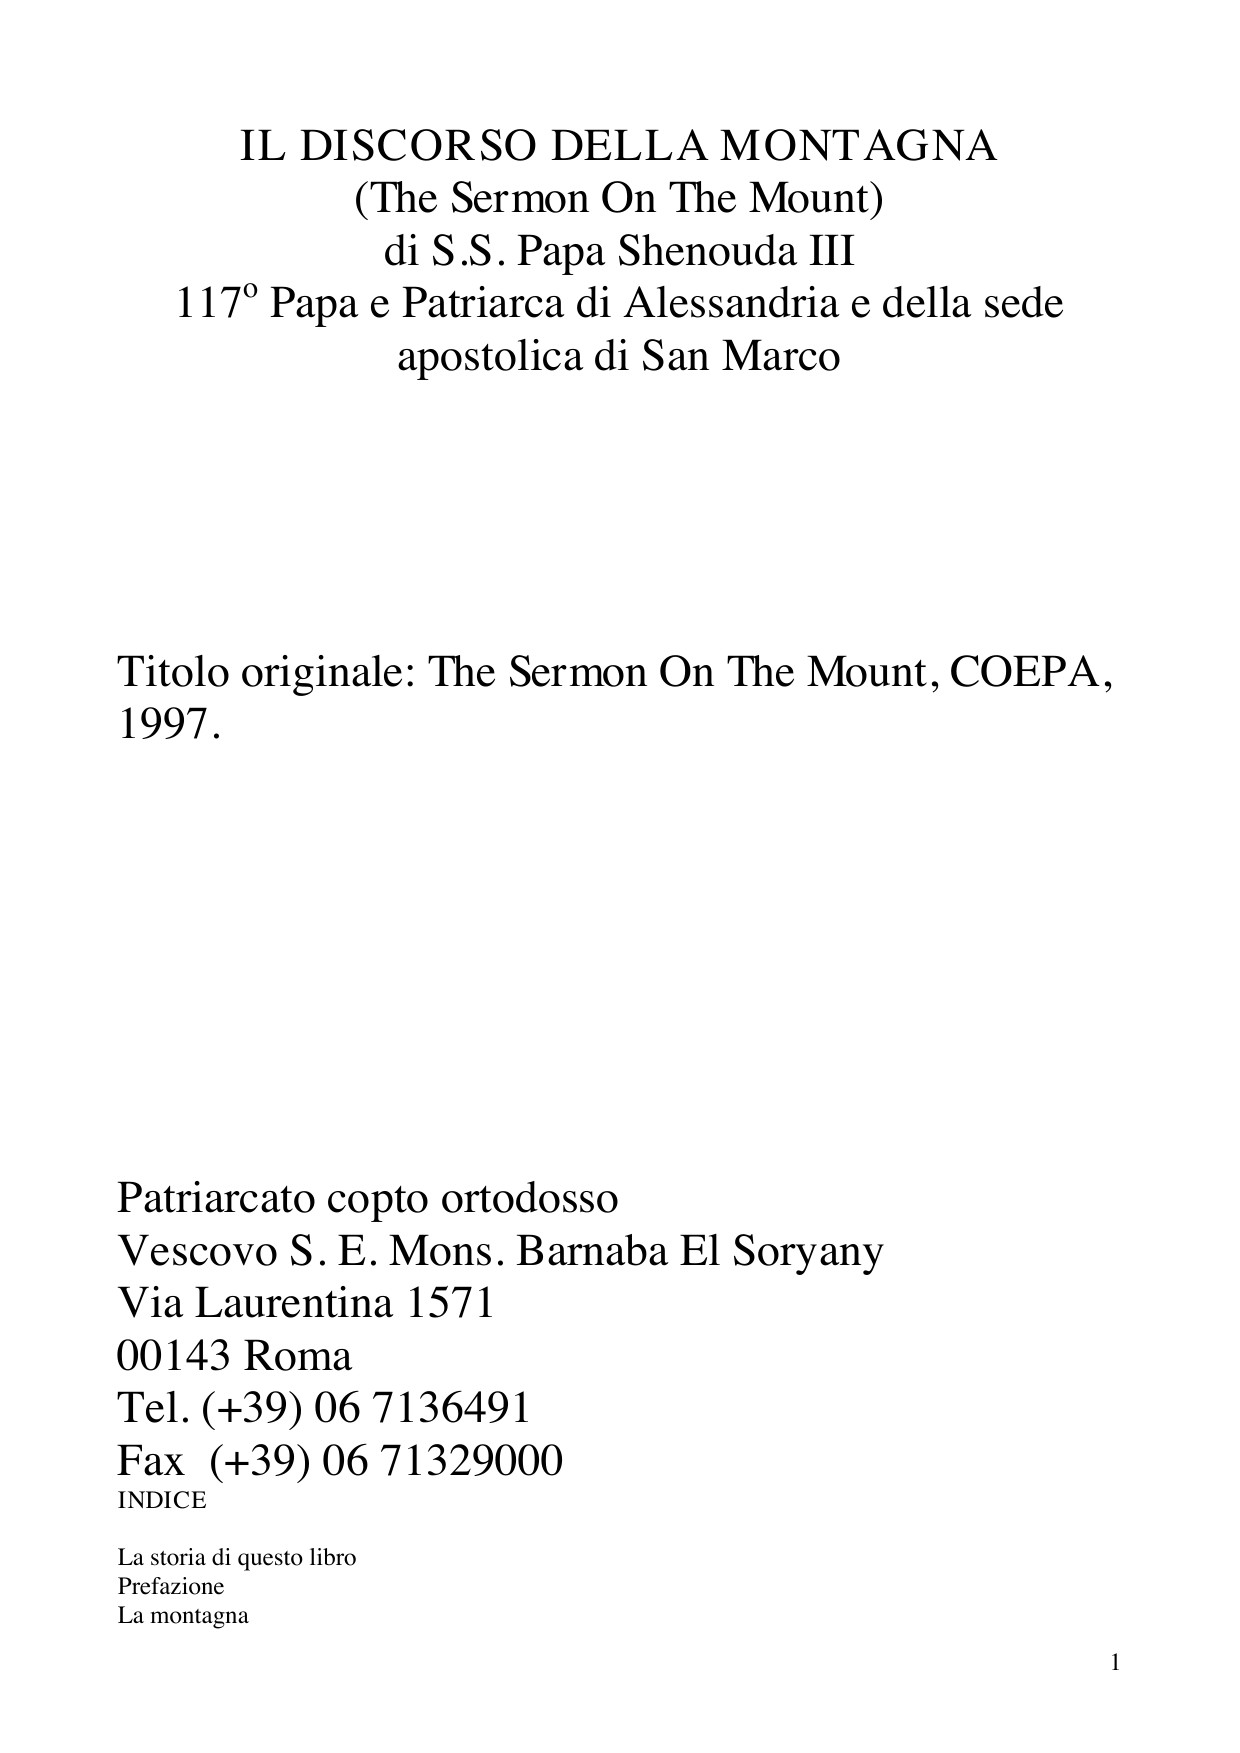 IL DISCORSO DELLA MONTAGNA
(The Sermon On The Mount)
di S.S. Papa Shenouda III
117º Papa e Patriarca di Alessandria e della sede
apostolica di San Marco
Titolo originale: The Sermon On The Mount, COEPA,
1997.
Patriarcato copto ortodosso
Vescovo S. E. Mons. Barnaba El Soryany
Via Laurentina 1571
00143 Roma
Tel. (+39) 06 7136491
Fax  (+39) 06 71329000
INDICE
La storia di questo libro
Prefazione
La montagna
1